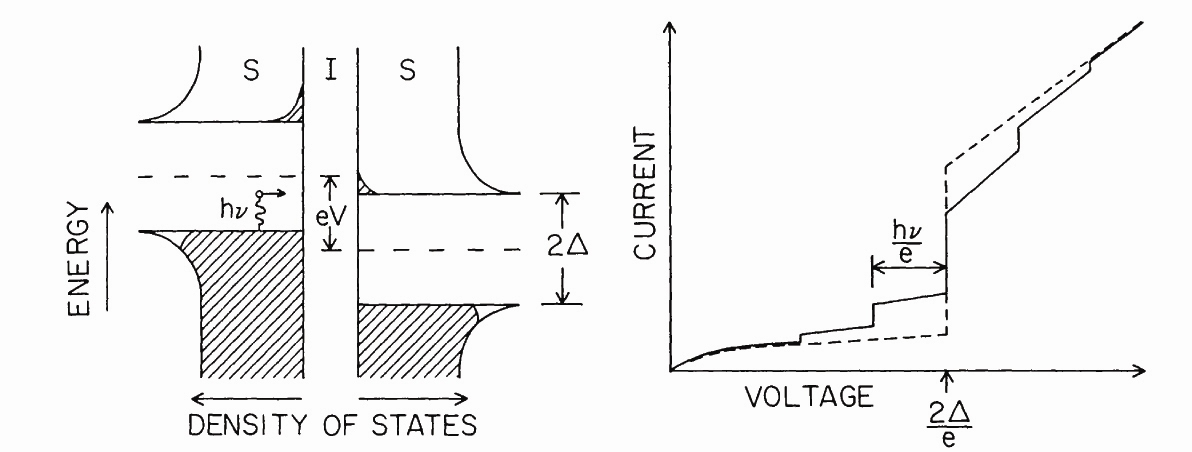 S I S
hν
eV
2Δ
ENERGY
DENSITY OF STATES
CURRENT
hν
e
VOLTAGE
2Δ
e